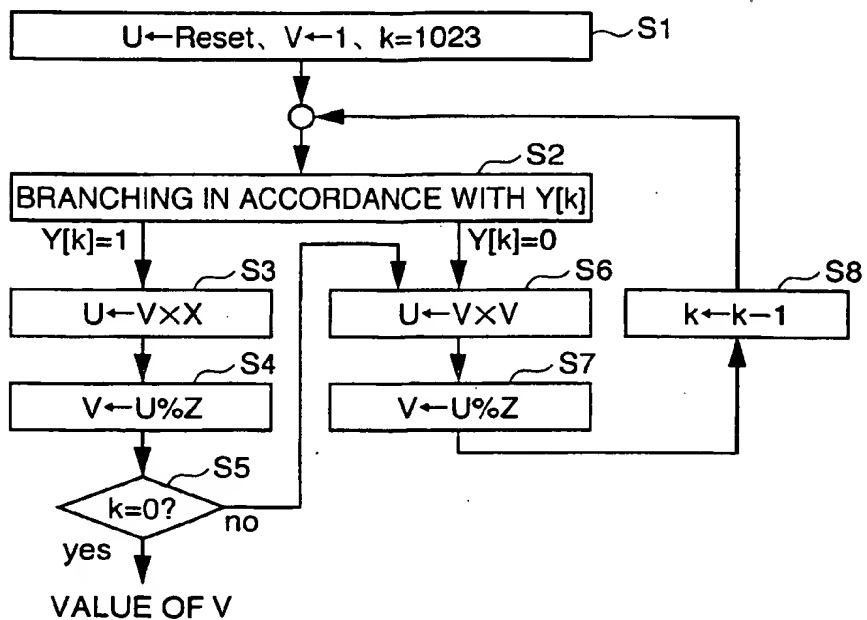 U←Reset、V←1、k=1023
S1
S2
BRANCHING IN ACCORDANCE WITH Y[k]
Y[k]=1
Y[k]=0
S3
U←V×X
S6
U←V×V
S8
k←k−1
S4
V←U%Z
S7
V←U%Z
S5
k=0?
no
yes
VALUE OF V